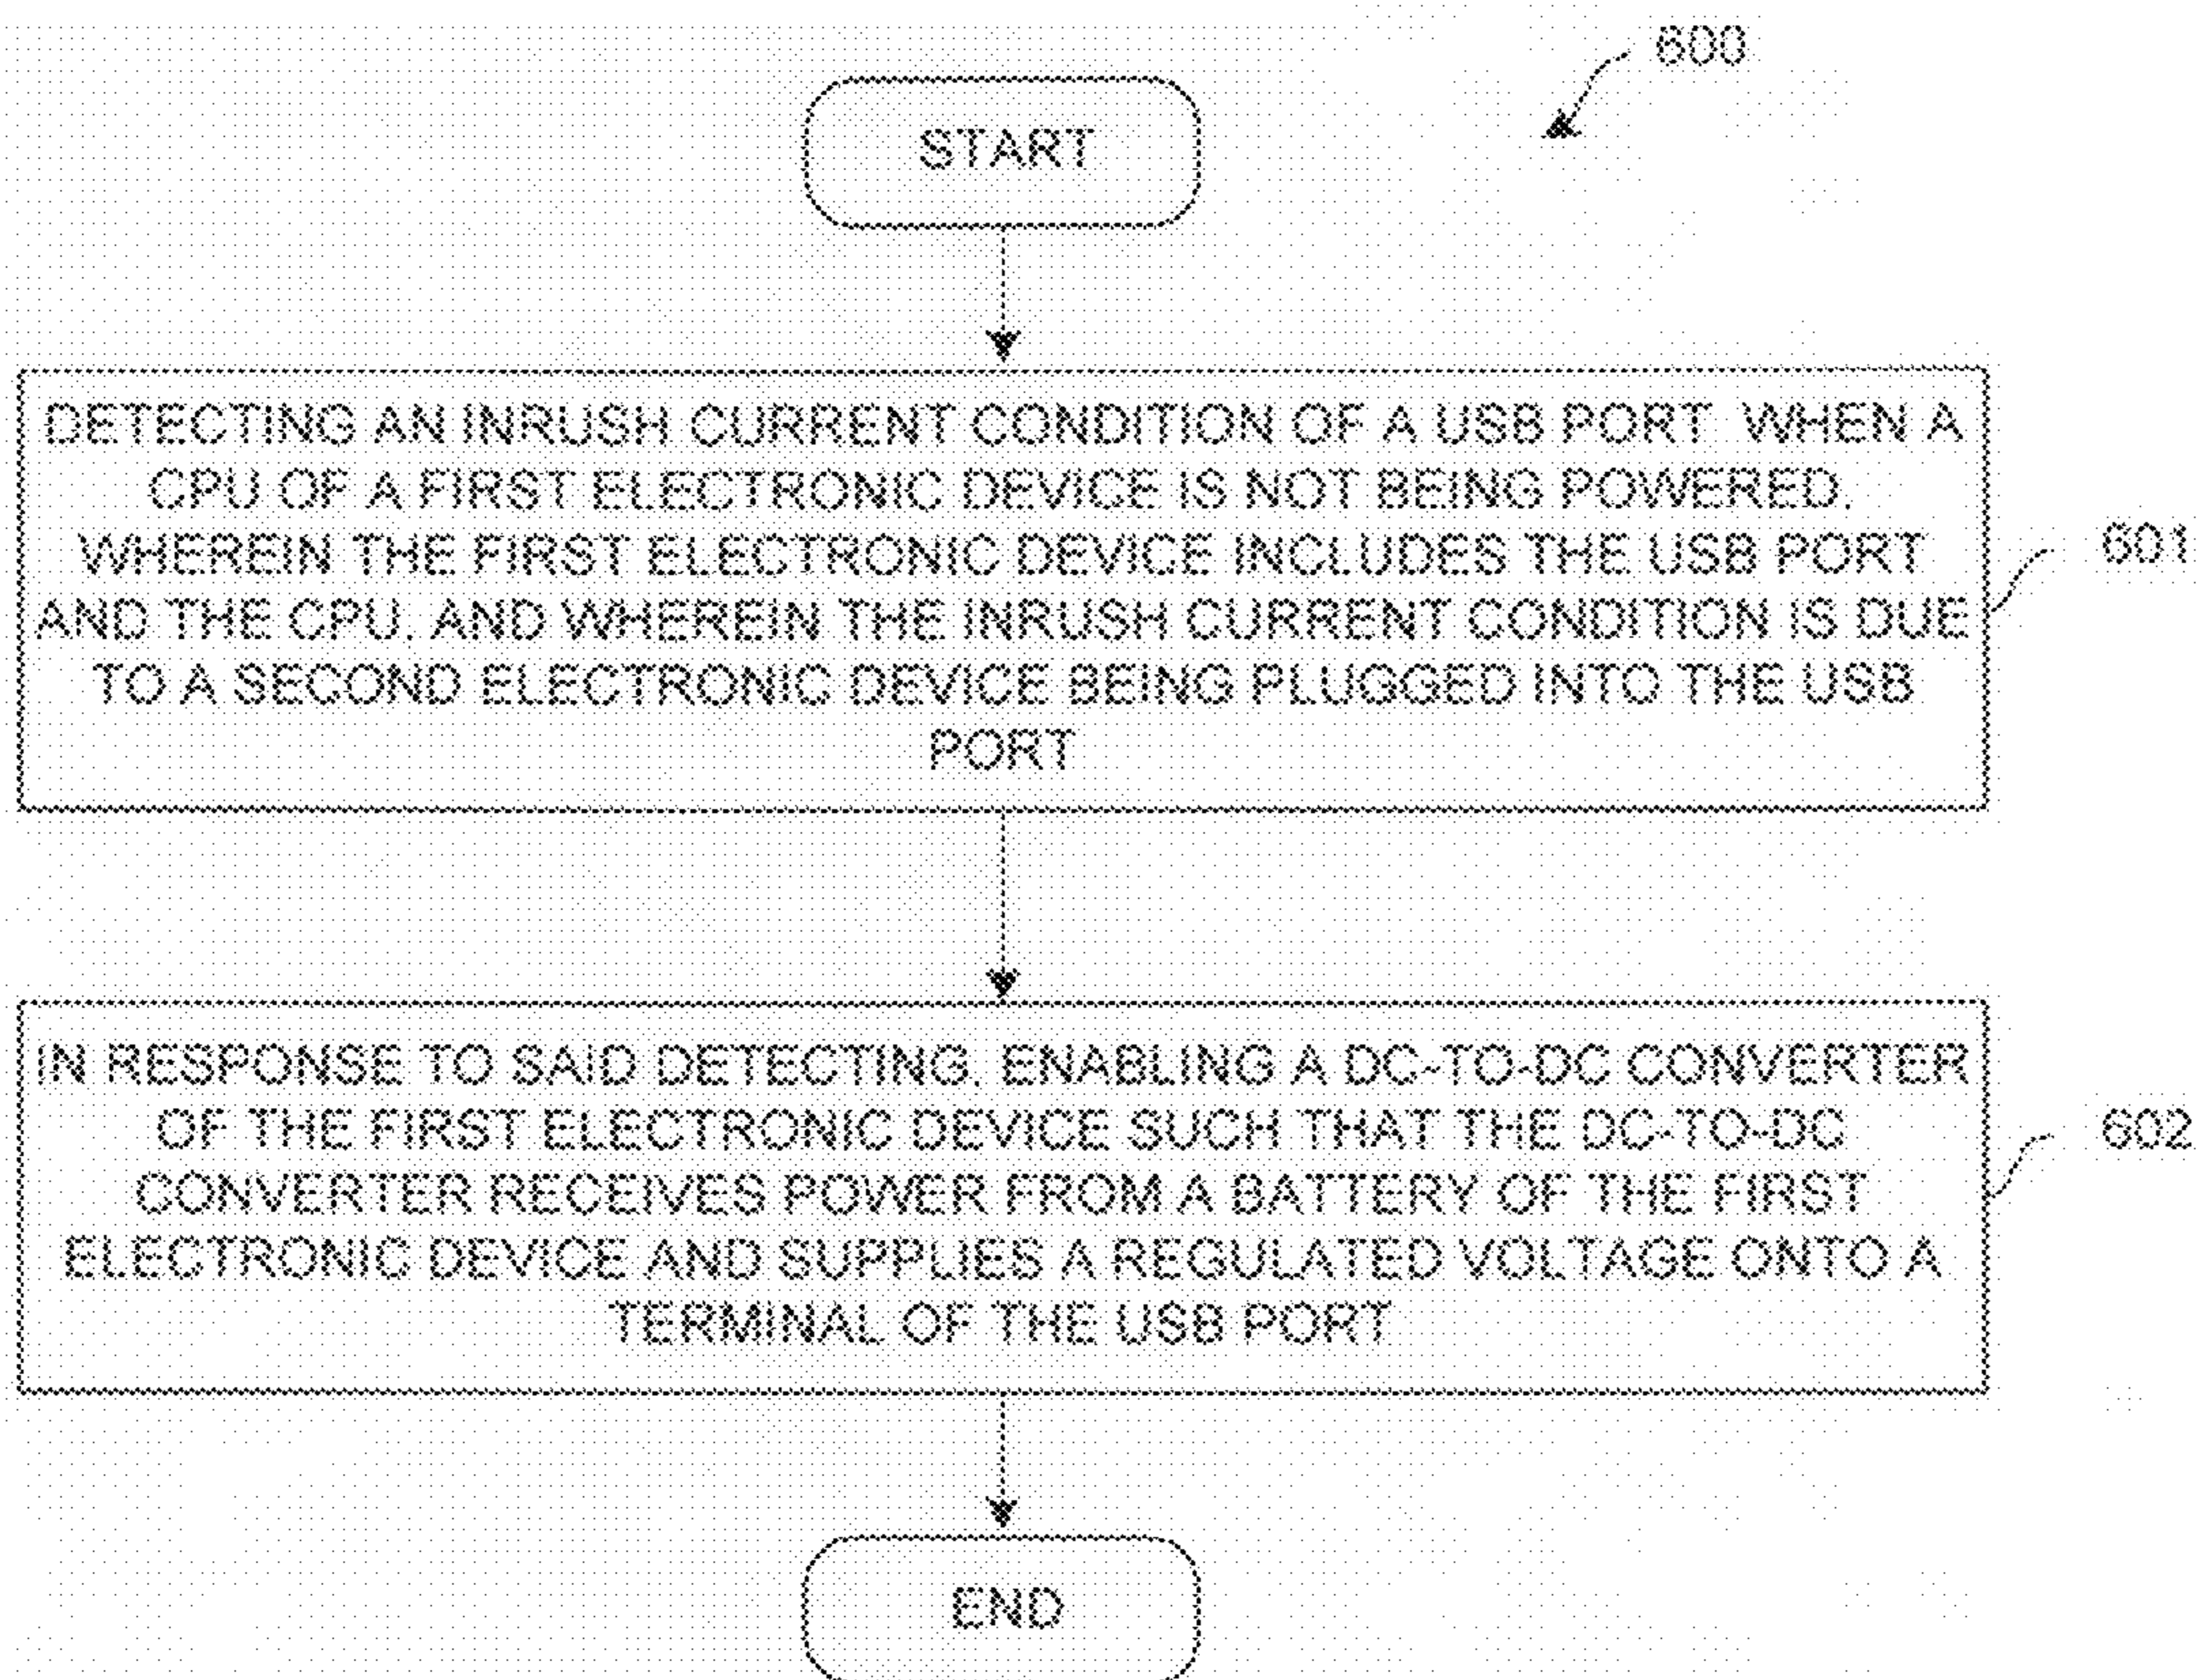 600
START
DETECTING AN INRUSH CURRENT CONDITION OF A USB PORT WHEN A
CPU OF A FIRST ELECTRONIC DEVICE IS NOT BEING POWERED,
WHEREIN THE FIRST ELECTRONIC DEVICE INCLUDES THE USB PORT
AND THE CPU, AND WHEREIN THE INRUSH CURRENT CONDITION IS DUE
TO A SECOND ELECTRONIC DEVICE BEING PLUGGED INTO THE USB
PORT
601
IN RESPONSE TO SAID DETECTING, ENABLING A DC-TO-DC CONVERTER
OF THE FIRST ELECTRONIC DEVICE SUCH THAT THE DC-TO-DC
CONVERTER RECEIVES POWER FROM A BATTERY OF THE FIRST
ELECTRONIC DEVICE AND SUPPLIES A REGULATED VOLTAGE ONTO A
TERMINAL OF THE USB PORT
602
END